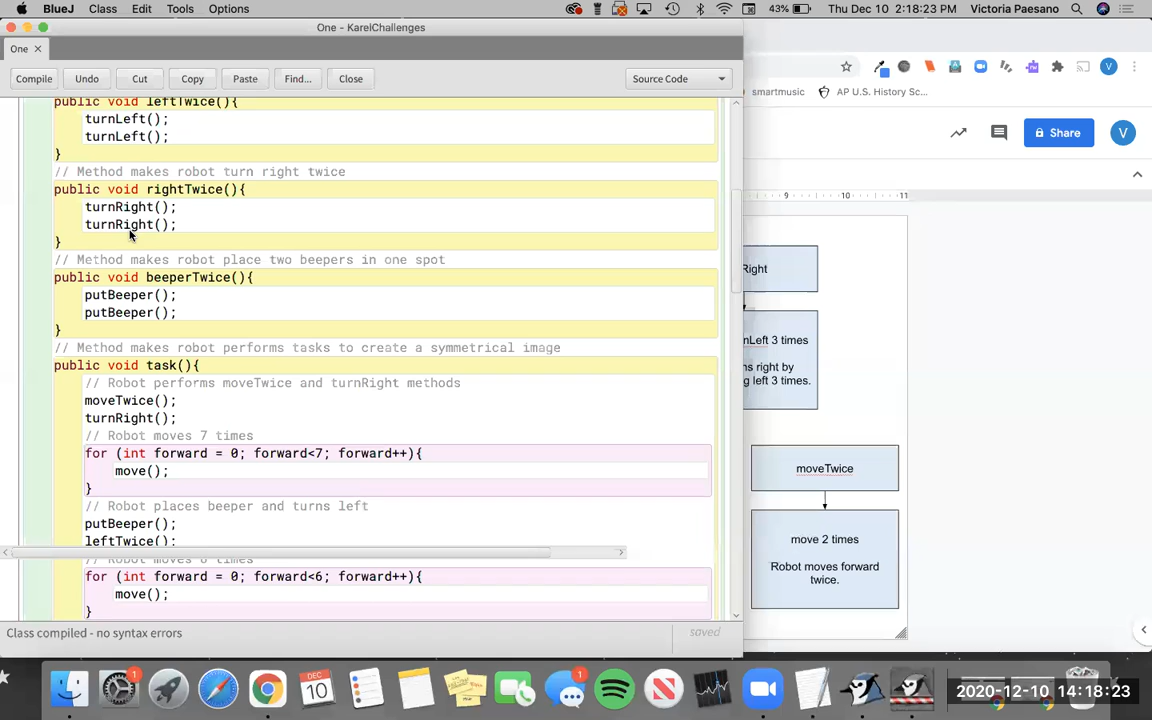 BlueJ Class Edit Tools Options 43% Thu Dec 10 2:18:23 PM Victoria Paesano
One - KarelChallenges
One ×
Compile Undo Cut Copy Paste Find... Close Source Code
smartmusic AP U.S. History Sc...
V
Share V
public void leftTwice(){
turnLeft();
turnLeft();
}
// Method makes robot turn right twice
public void rightTwice(){
turnRight();
turnRight();
}
// Method makes robot place two beepers in one spot
public void beeperTwice(){
putBeeper();
putBeeper();
}
// Method makes robot performs tasks to create a symmetrical image
public void task(){
// Robot performs moveTwice and turnRight methods
moveTwice();
turnRight();
// Robot moves 7 times
for (int forward = 0; forward<7; forward++){
move();
}
// Robot places beeper and turns left
putBeeper();
leftTwice();
// Robot moves 6 times
for (int forward = 0; forward<6; forward++){
move();
}
Class compiled - no syntax errors
saved
9 10 11
Right
nLeft 3 times
ns right by
g left 3 times.
moveTwice
move 2 times
Robot moves forward
twice.
1
DEC
10
1
2020-12-10 14:18:23